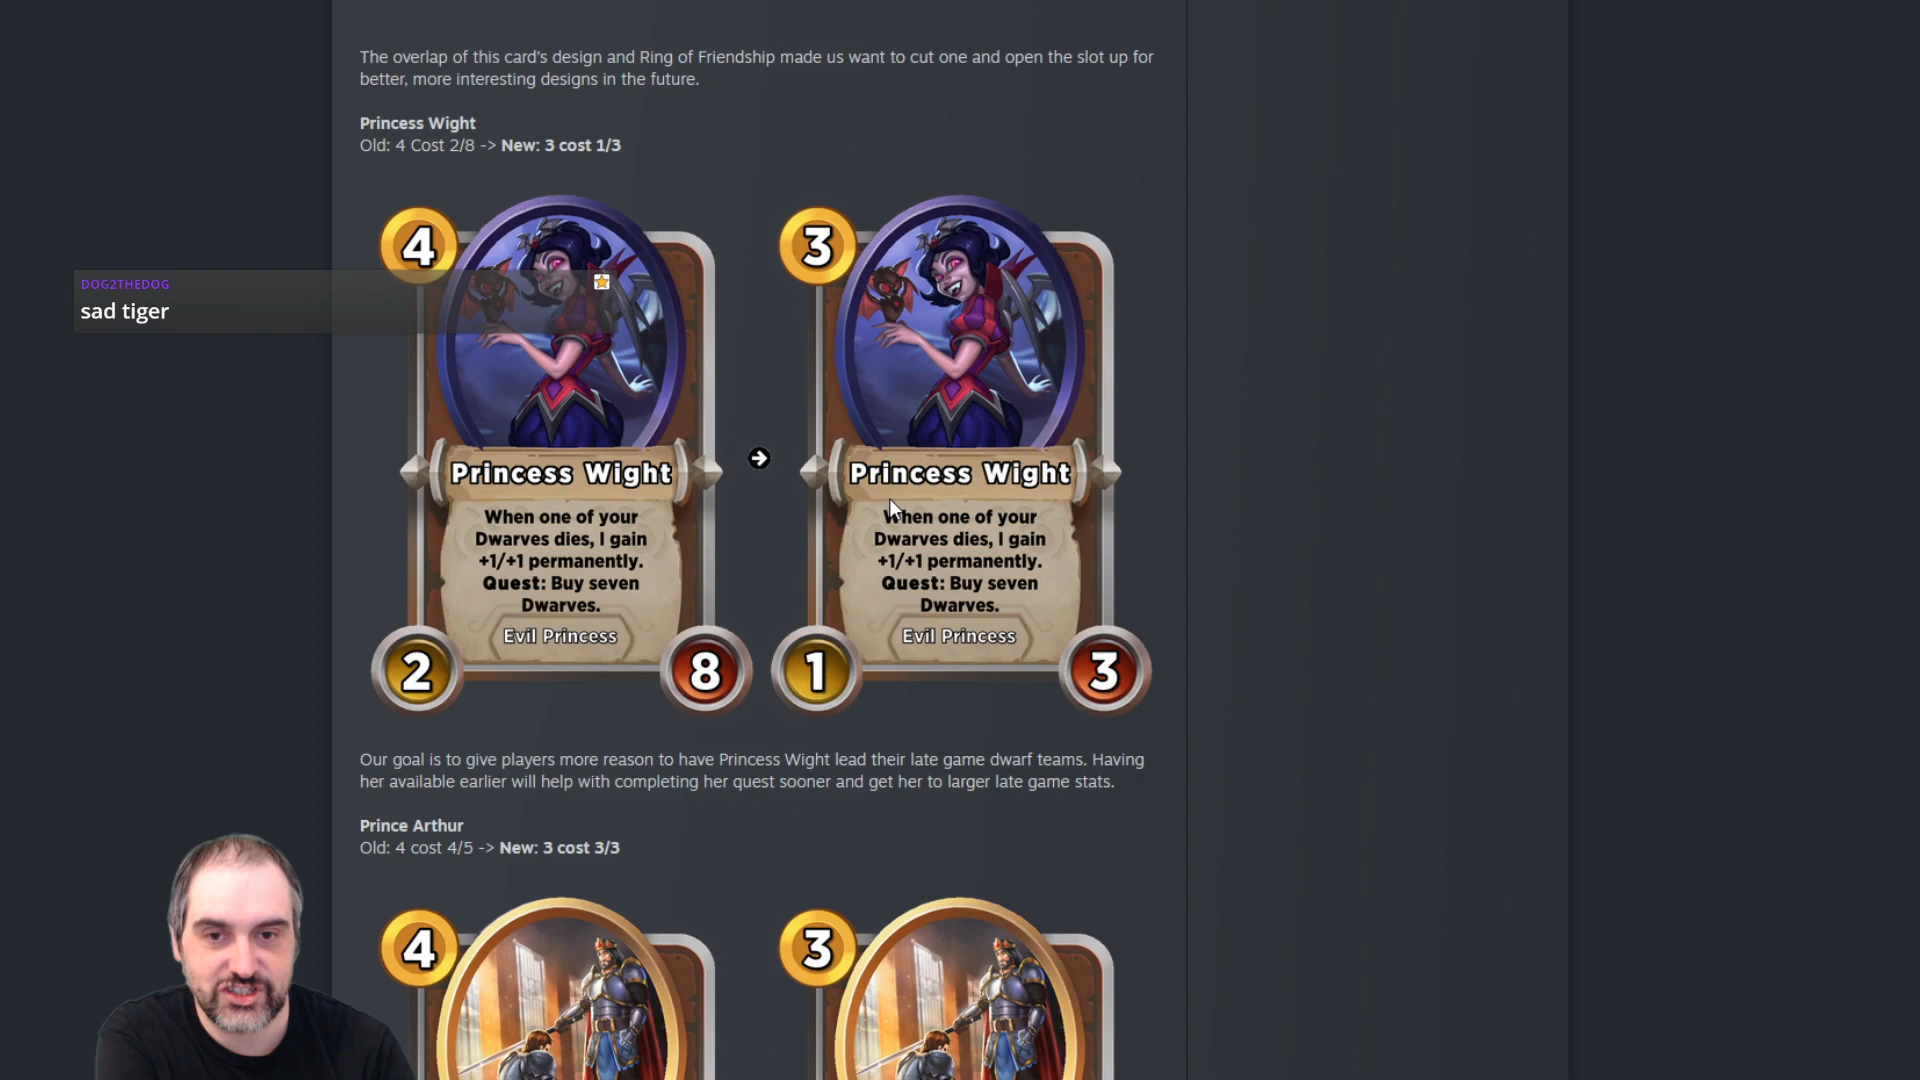 The overlap of this card's design and Ring of Friendship made us want to cut one and open the slot up for
better, more interesting designs in the future.
Princess Wight
Old: 4 Cost 2/8 -> New: 3 cost 1/3
4
3
DOG2THEDOG
sad tiger
Princess Wight
When one of your
Dwarves dies, I gain
+1/+1 permanently.
Quest: Buy seven
Dwarves.
Evil Princess
2
8
Princess Wight
When one of your
Dwarves dies, I gain
+1/+1 permanently.
Quest: Buy seven
Dwarves.
Evil Princess
1
3
Our goal is to give players more reason to have Princess Wight lead their late game dwarf teams. Having
her available earlier will help with completing her quest sooner and get her to larger late game stats.
Prince Arthur
Old: 4 cost 4/5 -> New: 3 cost 3/3
4
3